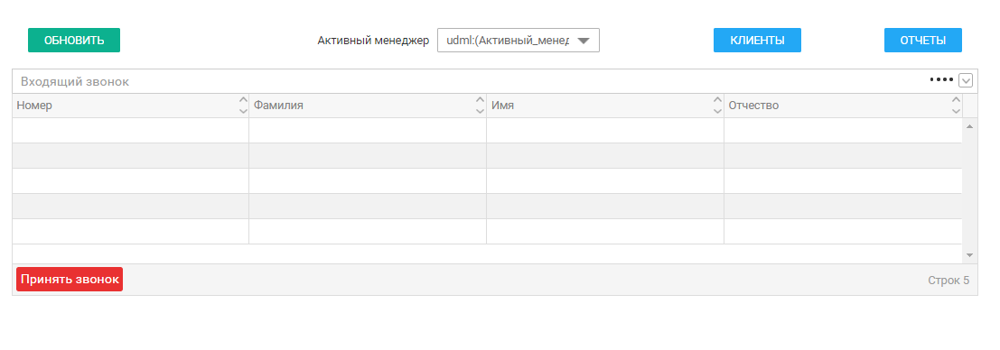 ОБНОВИТЬ Активный менеджер udml:(Активный_менед КЛИЕНТЫ ОТЧЕТЫ
Входящий звонок
Номер Фамилия Имя Отчество
Принять звонок Строк 5